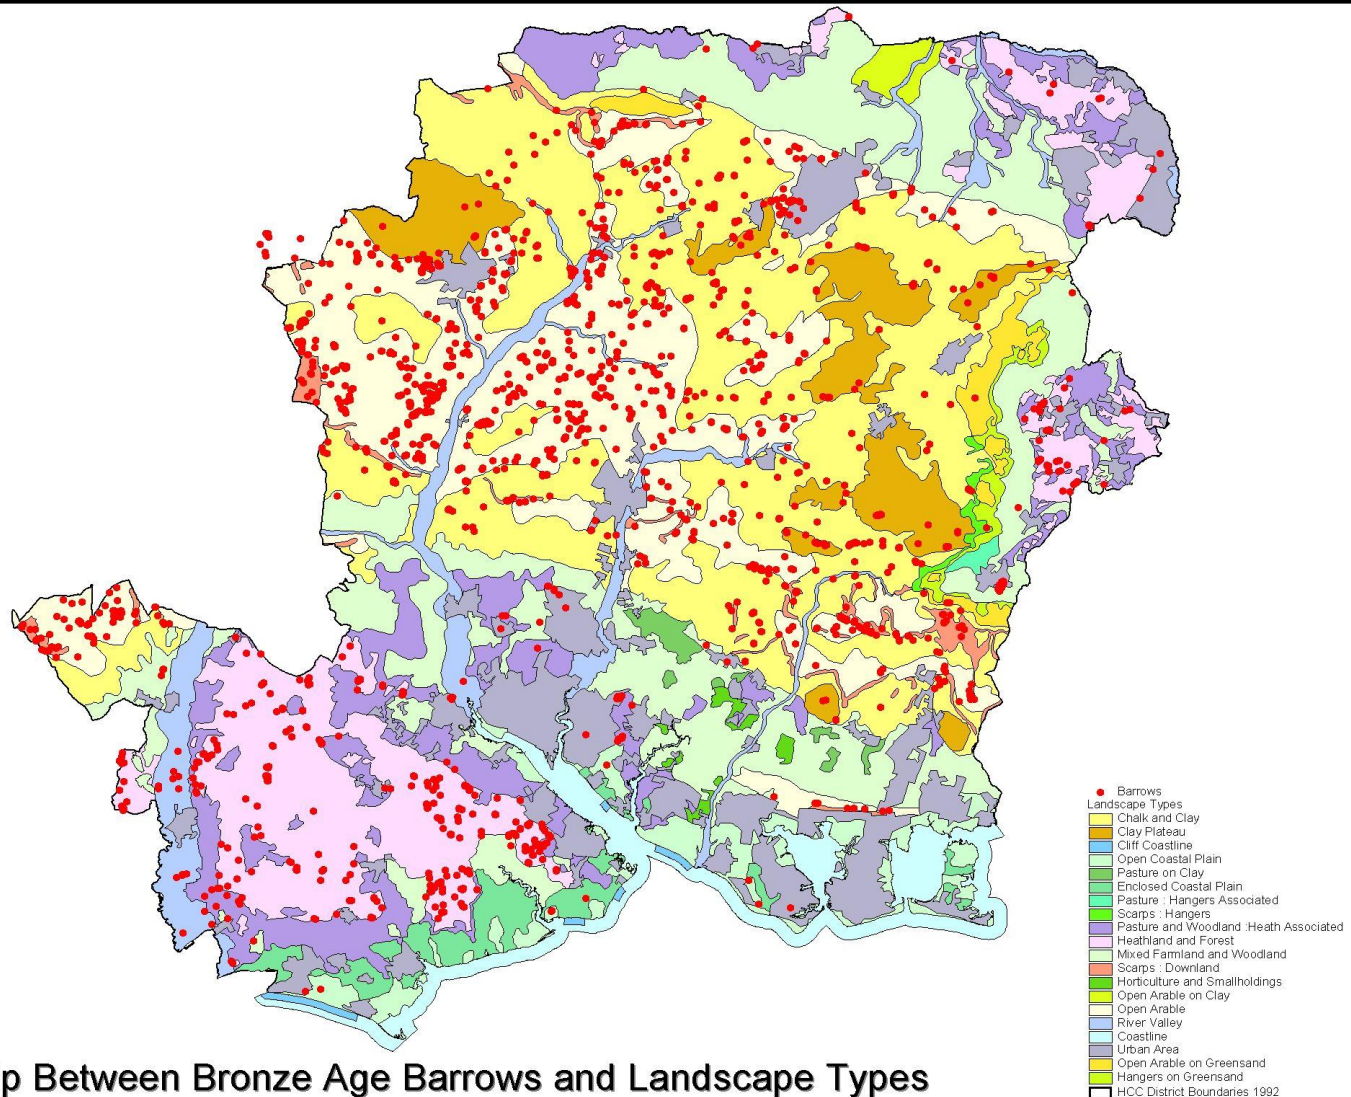 Barrows
Landscape Types
Chalk and Clay
Clay Plateau
Cliff Coastline
Open Coastal Plain
Pasture on Clay
Enclosed Coastal Plain
Pasture : Hangers Associated
Scarps : Hangers
Pasture and Woodland :Heath Associated
Heathland and Forest
Mixed Farmland and Woodland
Scarps : Downland
Horticulture and Smallholdings
Open Arable on Clay
Open Arable
River Valley
Coastline
Urban Area
Open Arable on Greensand
Hangers on Greensand
HCC District Boundaries 1992
p Between Bronze Age Barrows and Landscape Types